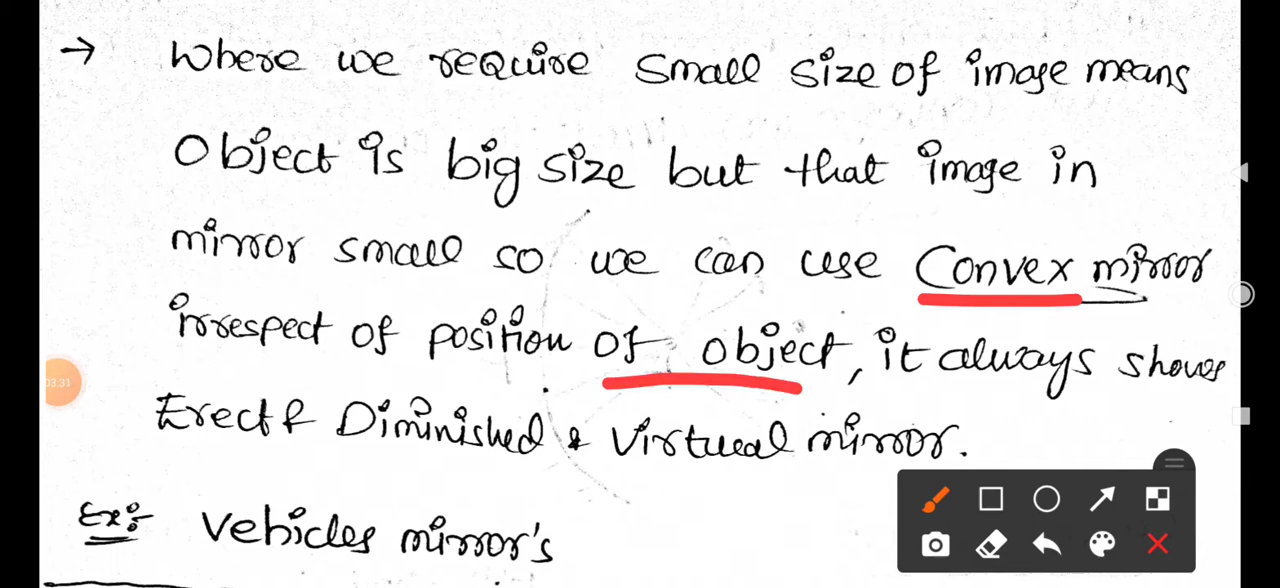 → Where we require small size of image means
Object is big size but that image in
mirror small so we can use Convex mirror
irrespect of position of object, it always shows
Erect & Diminished & Virtual mirror.
Ex:- Vehicles mirror's
03:31